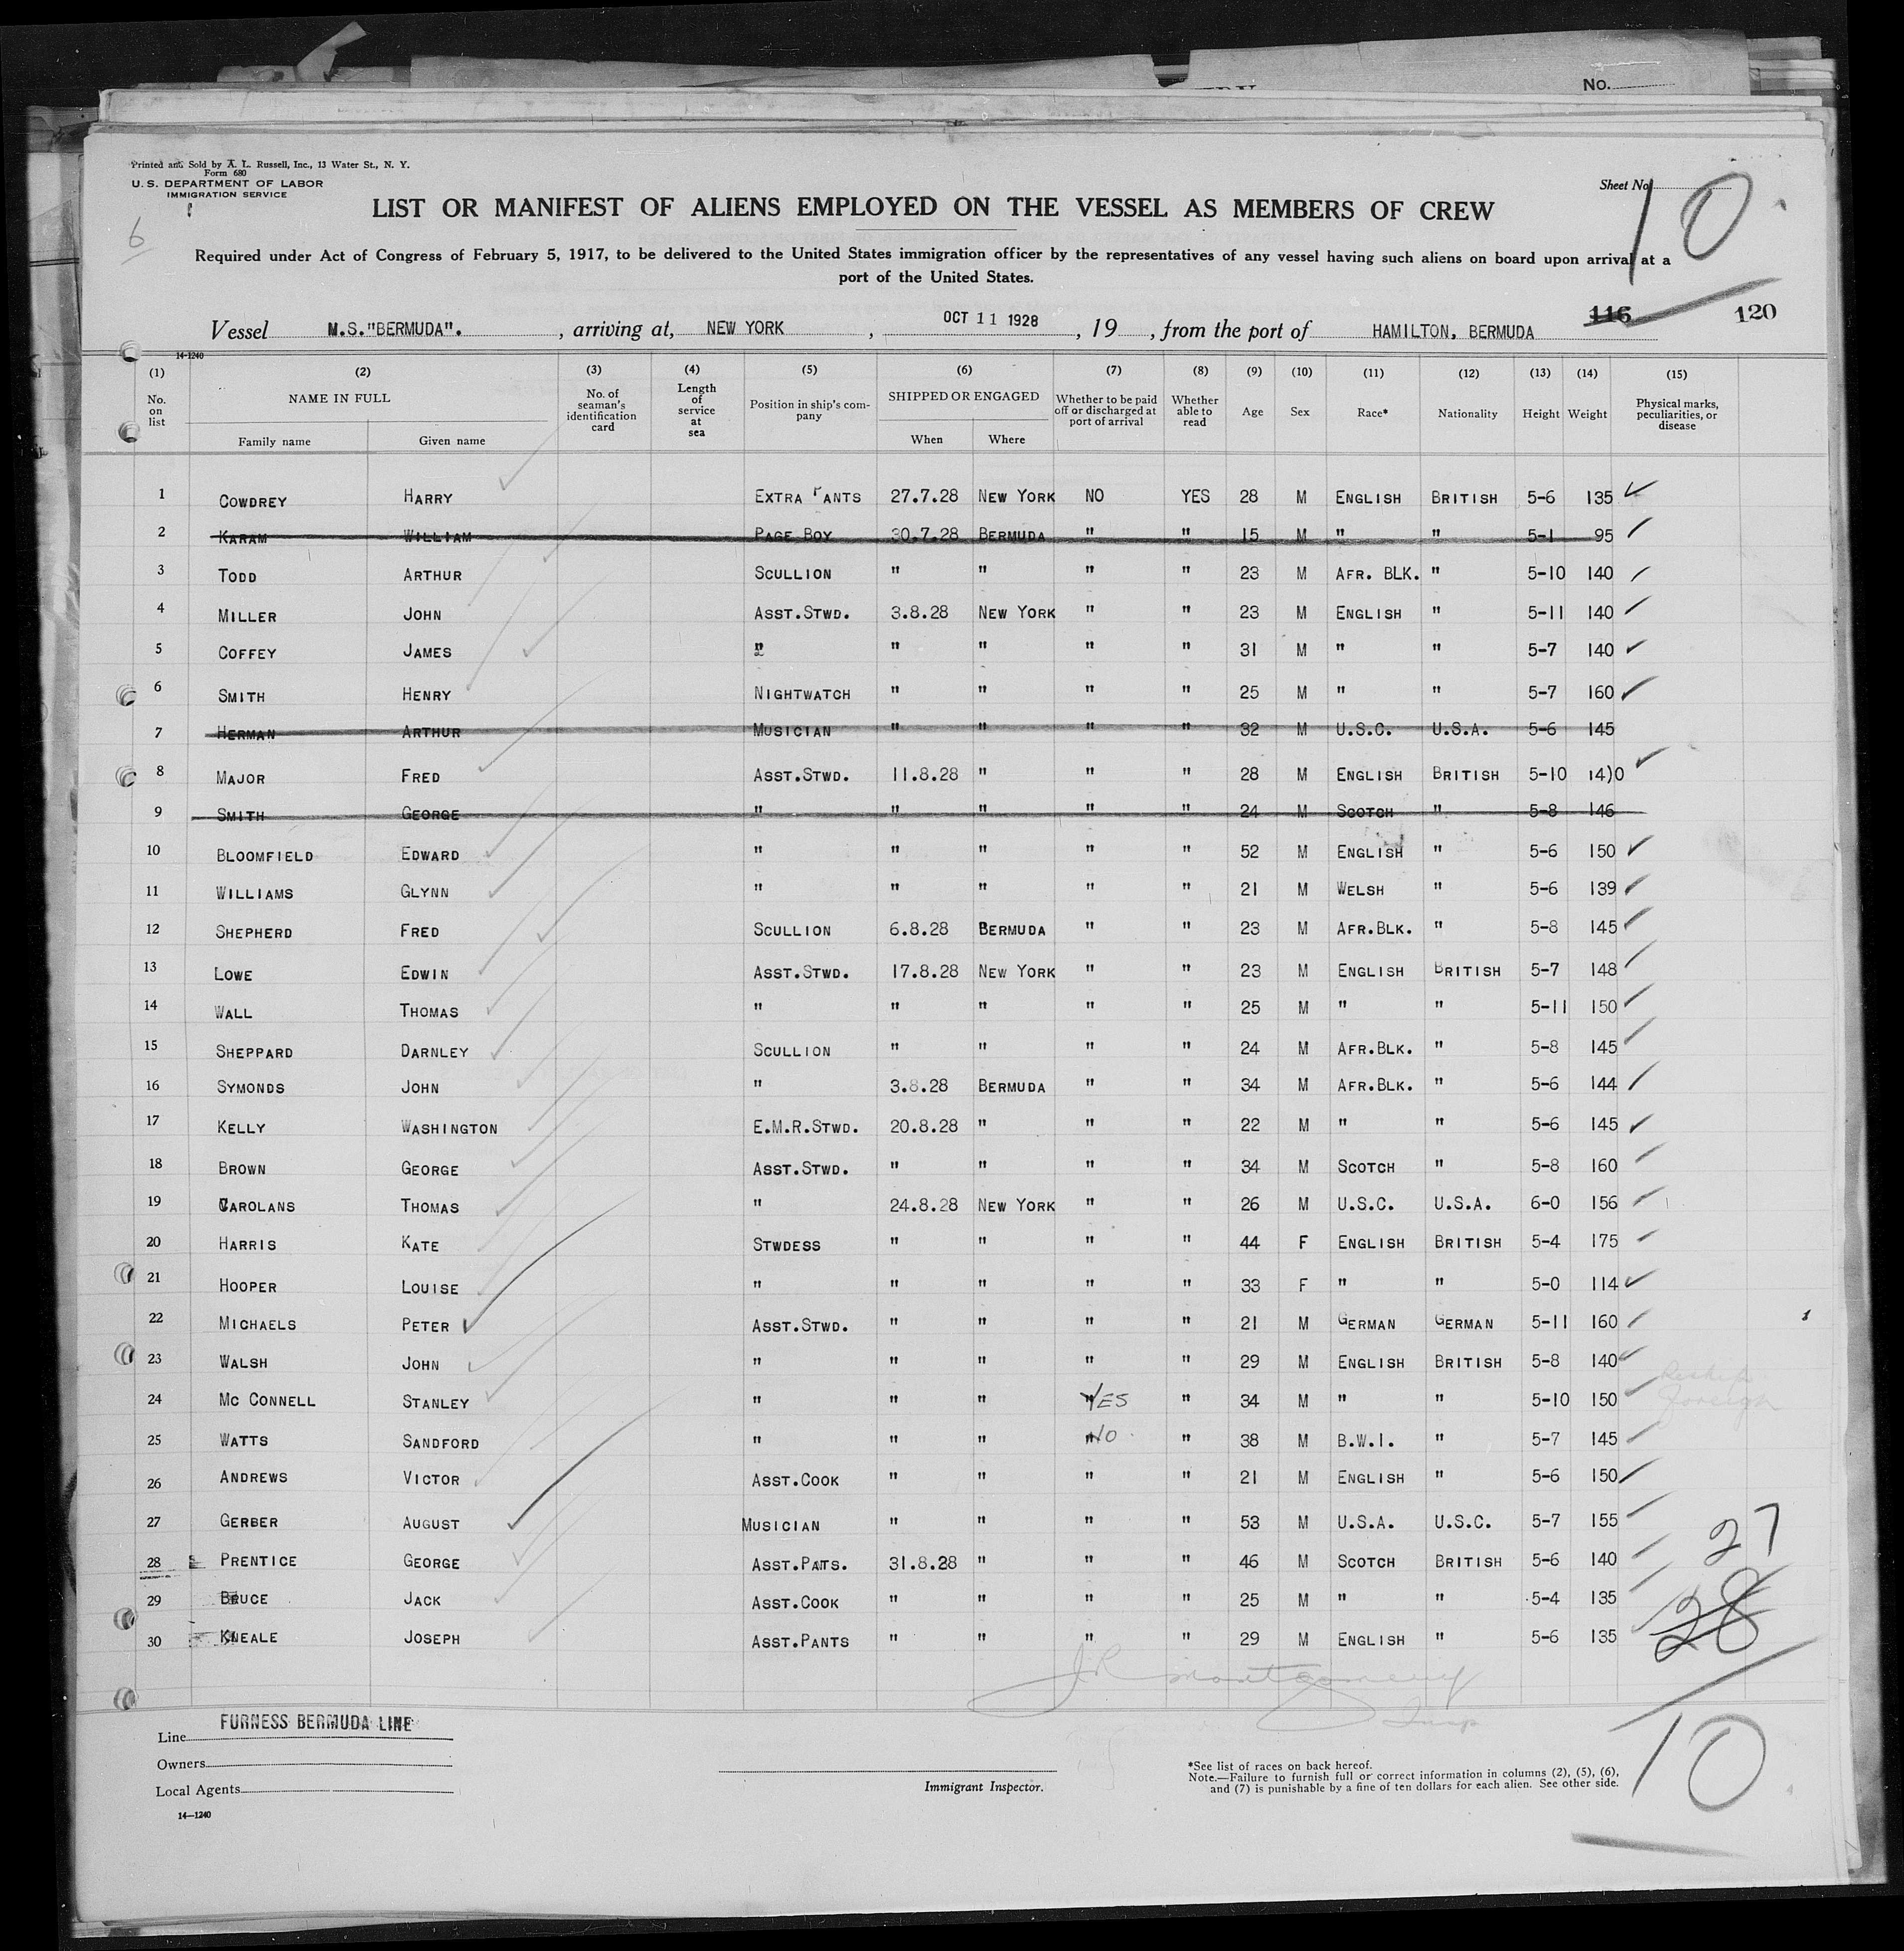 No.
Printed and Sold by A. L. Russell, Inc., 13 Water St., N. Y.
Form 680
U. S. DEPARTMENT OF LABOR
IMMIGRATION SERVICE
Sheet No. 10
6
LIST OR MANIFEST OF ALIENS EMPLOYED ON THE VESSEL AS MEMBERS OF CREW
Required under Act of Congress of February 5, 1917, to be delivered to the United States immigration officer by the representatives of any vessel having such aliens on board upon arrival at a
port of the United States.
116 120
Vessel M.S."BERMUDA". , arriving at, NEW YORK , OCT 11 1928 , 19 , from the port of HAMILTON, BERMUDA
14-1240
(1) (2) (3) (4) (5) (6) (7) (8) (9) (10) (11) (12) (13) (14) (15)
No. on list NAME IN FULL Family name Given name No. of seaman's identification card Length of service at sea Position in ship's company SHIPPED OR ENGAGED When Where Whether to be paid off or discharged at port of arrival Whether able to read Age Sex Race* Nationality Height Weight Physical marks, peculiarities, or disease
1 COWDREY HARRY EXTRA PANTS 27.7.28 NEW YORK NO YES 28 M ENGLISH BRITISH 5-6 135
2 KARAM WILLIAM PAGE BOY 30.7.28 BERMUDA " " 15 M " " 5-1 95
3 TODD ARTHUR SCULLION " " " " 23 M AFR. BLK. " 5-10 140
4 MILLER JOHN ASST.STWD. 3.8.28 NEW YORK " " 23 M ENGLISH " 5-11 140
5 COFFEY JAMES " " " " " 31 M " " 5-7 140
6 SMITH HENRY NIGHTWATCH " " " " 25 M " " 5-7 160
7 HERMAN ARTHUR MUSICIAN " " " " 32 M U.S.C. U.S.A. 5-6 145
8 MAJOR FRED ASST.STWD. 11.8.28 " " " 28 M ENGLISH BRITISH 5-10 14)0
9 SMITH GEORGE " " " " " 24 M SCOTCH " 5-8 146
10 BLOOMFIELD EDWARD " " " " " 52 M ENGLISH " 5-6 150
11 WILLIAMS GLYNN " " " " " 21 M WELSH " 5-6 139
12 SHEPHERD FRED SCULLION 6.8.28 BERMUDA " " 23 M AFR.BLK. " 5-8 145
13 LOWE EDWIN ASST.STWD. 17.8.28 NEW YORK " " 23 M ENGLISH BRITISH 5-7 148
14 WALL THOMAS " " " " " 25 M " " 5-11 150
15 SHEPPARD DARNLEY SCULLION " " " " 24 M AFR.BLK. " 5-8 145
16 SYMONDS JOHN " 3.8.28 BERMUDA " " 34 M AFR.BLK. " 5-6 144
17 KELLY WASHINGTON E.M.R.STWD. 20.8.28 " " " 22 M " " 5-6 145
18 BROWN GEORGE ASST.STWD. " " " " 34 M SCOTCH " 5-8 160
19 CAROLANS THOMAS " 24.8.28 NEW YORK " " 26 M U.S.C. U.S.A. 6-0 156
20 HARRIS KATE STWDESS " " " " 44 F ENGLISH BRITISH 5-4 175
21 HOOPER LOUISE " " " " " 33 F " " 5-0 114
22 MICHAELS PETER ASST.STWD. " " " " 21 M GERMAN GERMAN 5-11 160
23 WALSH JOHN " " " " " 29 M ENGLISH BRITISH 5-8 140
24 MC CONNELL STANLEY " " " YES " 34 M " " 5-10 150 Reship foreign
25 WATTS SANDFORD " " " NO " 38 M B.W.I. " 5-7 145
26 ANDREWS VICTOR ASST.COOK " " " " 21 M ENGLISH " 5-6 150
27 GERBER AUGUST MUSICIAN " " " " 53 M U.S.A. U.S.C. 5-7 155
28 PRENTICE GEORGE ASST.PATS. 31.8.28 " " " 46 M SCOTCH BRITISH 5-6 140
29 BRUCE JACK ASST.COOK " " " " 25 M " " 5-4 135
30 KNEALE JOSEPH ASST.PANTS " " " " 29 M ENGLISH " 5-6 135
27
28
10
J R Montgomery
Insp
Line FURNESS BERMUDA LINE
Owners
Local Agents
14—1240
Immigrant Inspector.
*See list of races on back hereof.
Note.—Failure to furnish full or correct information in columns (2), (5), (6),
and (7) is punishable by a fine of ten dollars for each alien. See other side.